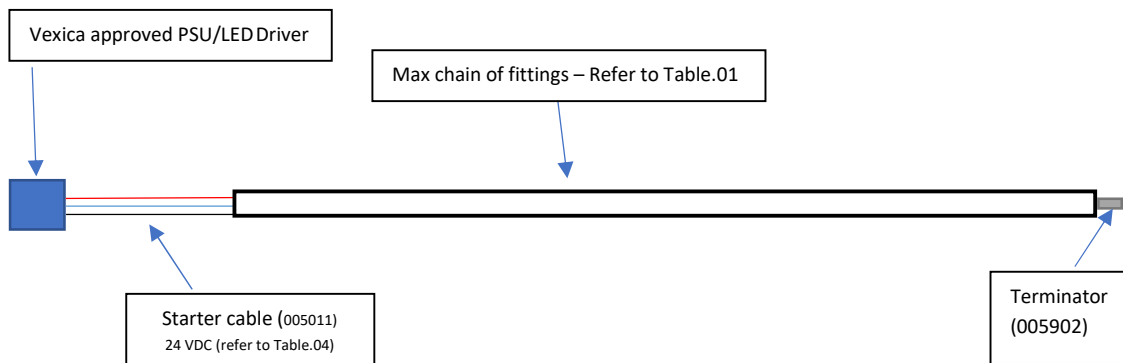 Vexica approved PSU/LED Driver
Max chain of fittings – Refer to Table.01
Starter cable (005011)
24 VDC (refer to Table.04)
Terminator
(005902)